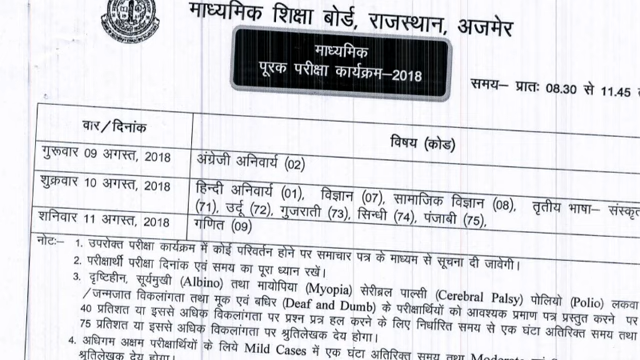 माध्यमिक शिक्षा बोर्ड, राजस्थान, अजमेर
माध्यमिक
पूरक परीक्षा कार्यक्रम–2018
समय– प्रातः 08.30 से 11.45
वार/दिनांक
विषय (कोड)
गुरूवार 09 अगस्त, 2018
अंग्रेजी अनिवार्य (02)
शुक्रवार 10 अगस्त, 2018
हिन्दी अनिवार्य (01), विज्ञान (07), सामाजिक विज्ञान (08), तृतीय भाषा– संस्कृ
(71), उर्दू (72), गुजराती (73), सिन्धी (74), पंजाबी (75),
शनिवार 11 अगस्त, 2018
गणित (09)
नोटः– 1. उपरोक्त परीक्षा कार्यक्रम में कोई परिवर्तन होने पर समाचार पत्र के माध्यम से सूचना दी जावेगी।
2. परीक्षार्थी परीक्षा दिनांक एवं समय का पूरा ध्यान रखें।
3. दृष्टिहीन, सूर्यमुखी (Albino) तथा मायोपिया (Myopia) सेरीब्रल पाल्सी (Cerebral Palsy) पोलियो (Polio) लकवा
/जन्मजात विकलांगता तथा मूक एवं बधिर (Deaf and Dumb) के परीक्षार्थियों को आवश्यक प्रमाण पत्र प्रस्तुत करने पर
40 प्रतिशत या इससे अधिक विकलांगता पर प्रश्न प्रत्र हल करने के लिए निर्धारित समय से एक घंटा अतिरिक्त समय तथा
75 प्रतिशत या इससे अधिक विकलांगता पर श्रुतिलेखक देय होगा।
4. अधिगम अक्षम परीक्षार्थियों के लिये Mild Cases में एक घंटा अतिरिक्त समय तथा Moderate
श्रुतिलेखक देय होगा।